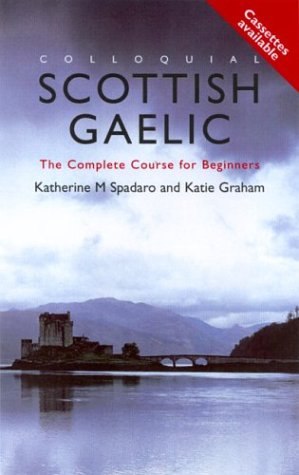 Cassettes
available
COLLOQUIAL
SCOTTISH
GAELIC
The Complete Course for Beginners
Katherine M Spadaro and Katie Graham